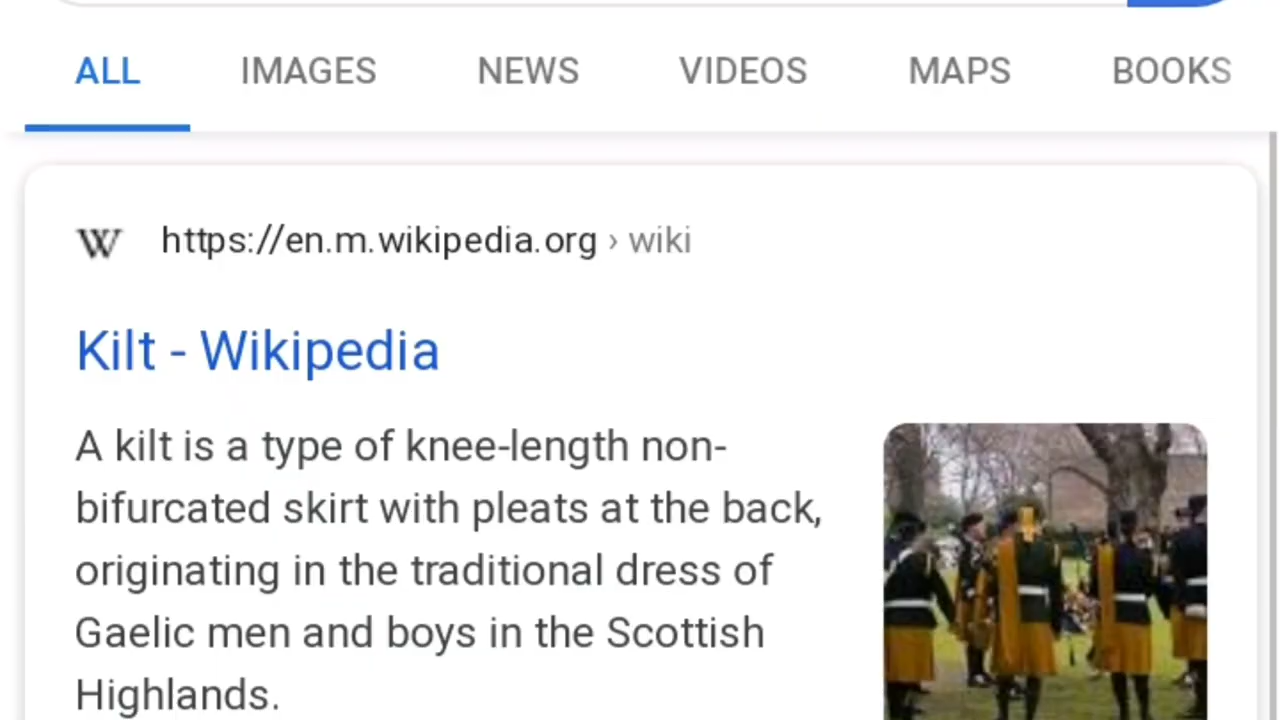 ALL IMAGES NEWS VIDEOS MAPS BOOKS
W https://en.m.wikipedia.org › wiki
Kilt - Wikipedia
A kilt is a type of knee-length non-
bifurcated skirt with pleats at the back,
originating in the traditional dress of
Gaelic men and boys in the Scottish
Highlands.